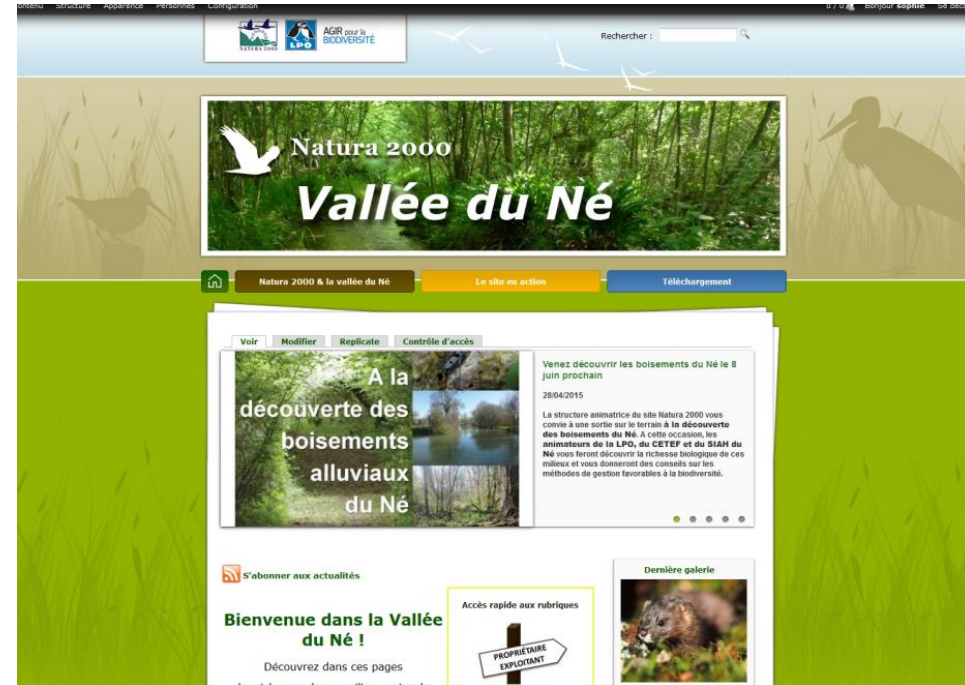 Contenu Structure Apparence Personnes Configuration
Bonjour sophie
NATURA 2000
LPO
AGIR pour la
BIODIVERSITÉ
Rechercher :
Natura 2000
Vallée du Né
Natura 2000 & la vallée du Né
Le site en action
Téléchargement
Voir Modifier Replicate Contrôle d'accès
A la
découverte des
boisements
alluviaux
du Né
Venez découvrir les boisements du Né le 8
juin prochain
28/04/2015
La structure animatrice du site Natura 2000 vous
convie à une sortie sur le terrain à la découverte
des boisements du Né. A cette occasion, les
animateurs de la LPO, du CETEF et du SIAH du
Né vous feront découvrir la richesse biologique de ces
milieux et vous donneront des conseils sur les
méthodes de gestion favorables à la biodiversité.
S'abonner aux actualités
Bienvenue dans la Vallée
du Né !
Découvrez dans ces pages
Accès rapide aux rubriques
PROPRIÉTAIRE
EXPLOITANT
Dernière galerie